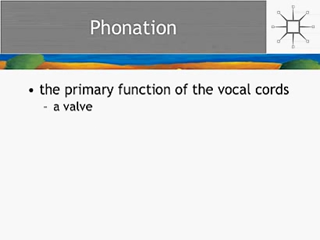 Phonation
• the primary function of the vocal cords
– a valve